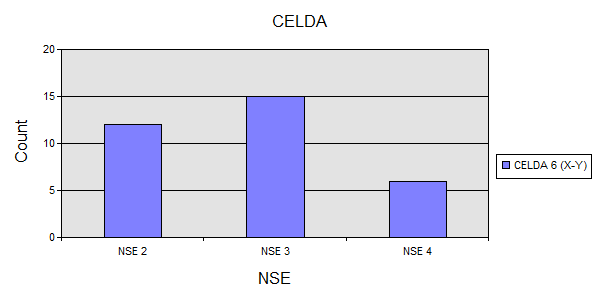 CELDA
20
15
10
5
0
Count
NSE 2 NSE 3 NSE 4
NSE
CELDA 6 (X-Y)